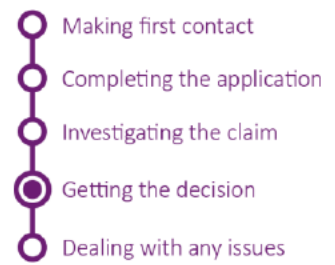 Making first contact
Completing the application
Investigating the claim
Getting the decision
Dealing with any issues